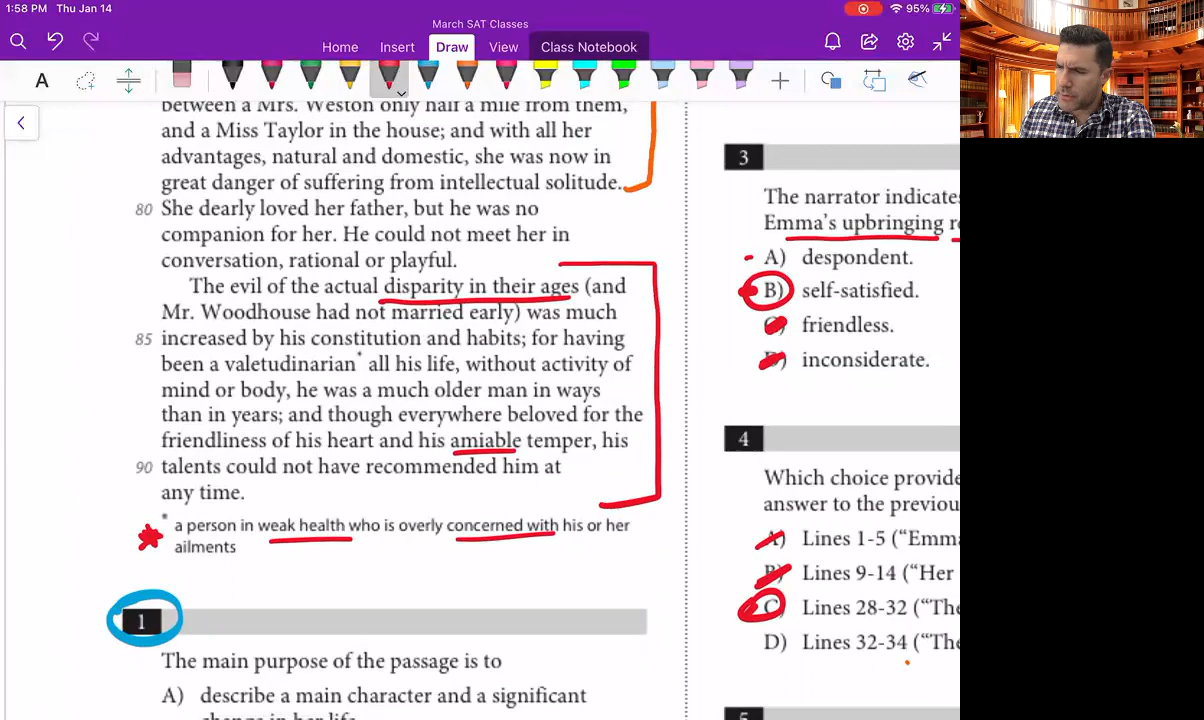 1:58 PM Thu Jan 14
March SAT Classes
95%
Home Insert Draw View Class Notebook
A
between a Mrs. Weston only half a mile from them,
and a Miss Taylor in the house; and with all her
advantages, natural and domestic, she was now in
great danger of suffering from intellectual solitude.
80 She dearly loved her father, but he was no
companion for her. He could not meet her in
conversation, rational or playful.
The evil of the actual disparity in their ages (and
Mr. Woodhouse had not married early) was much
85 increased by his constitution and habits; for having
been a valetudinarian* all his life, without activity of
mind or body, he was a much older man in ways
than in years; and though everywhere beloved for the
friendliness of his heart and his amiable temper, his
90 talents could not have recommended him at
any time.
* a person in weak health who is overly concerned with his or her
ailments
1
The main purpose of the passage is to
A) describe a main character and a significant
change in her life.
3
The narrator indicates
Emma's upbringing
A) despondent.
B) self-satisfied.
C) friendless.
D) inconsiderate.
4
Which choice provide
answer to the previou
A) Lines 1-5 ("Emma
B) Lines 9-14 ("Her
C) Lines 28-32 ("The
D) Lines 32-34 ("The
5